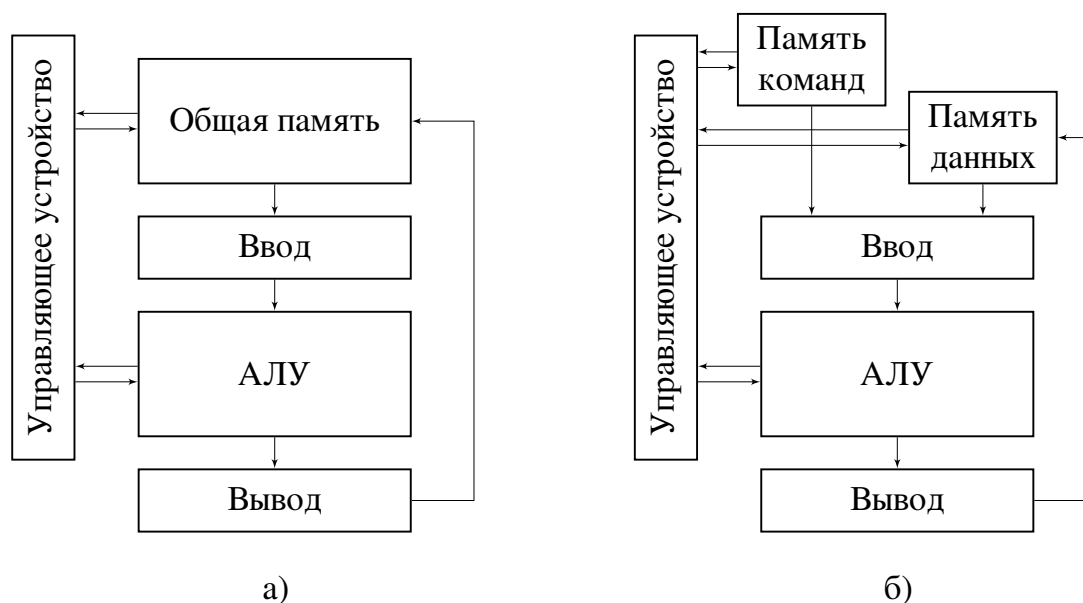 Управляющее устройство
Общая память
Ввод
АЛУ
Вывод
а)
Управляющее устройство
Память
команд
Память
данных
Ввод
АЛУ
Вывод
б)